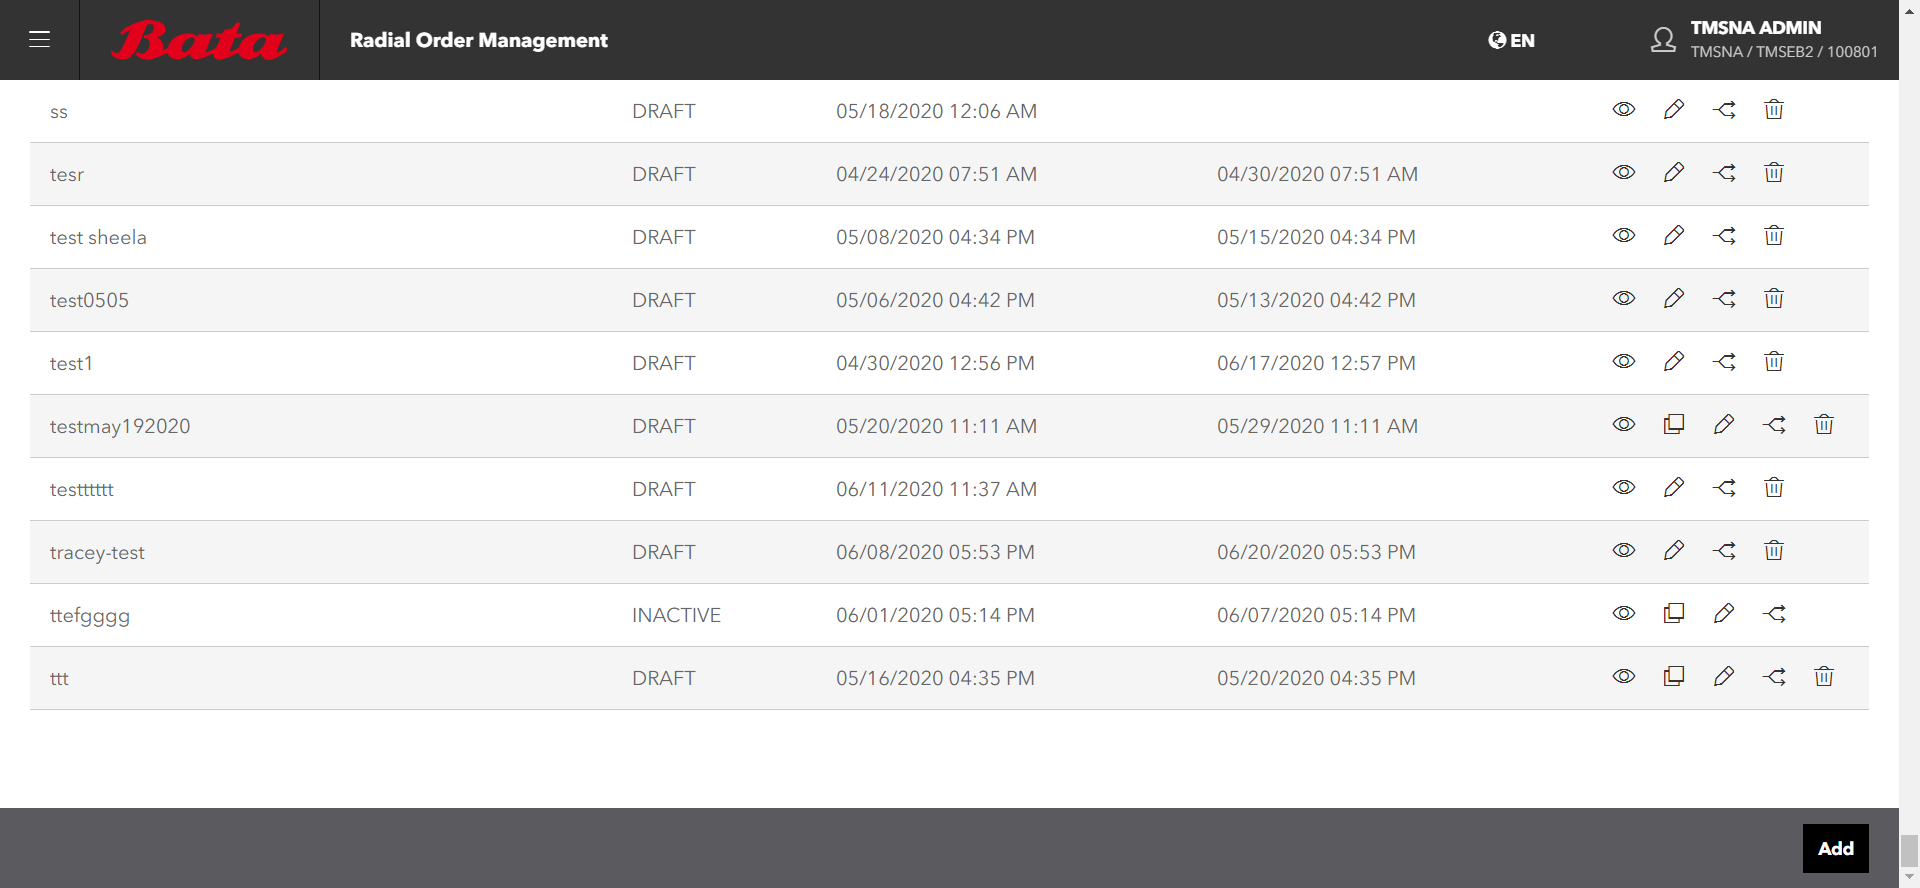 Bata
Radial Order Management
EN
TMSNA ADMIN
TMSNA / TMSEB2 / 100801
ss DRAFT 05/18/2020 12:06 AM
tesr DRAFT 04/24/2020 07:51 AM 04/30/2020 07:51 AM
test sheela DRAFT 05/08/2020 04:34 PM 05/15/2020 04:34 PM
test0505 DRAFT 05/06/2020 04:42 PM 05/13/2020 04:42 PM
test1 DRAFT 04/30/2020 12:56 PM 06/17/2020 12:57 PM
testmay192020 DRAFT 05/20/2020 11:11 AM 05/29/2020 11:11 AM
testttttt DRAFT 06/11/2020 11:37 AM
tracey-test DRAFT 06/08/2020 05:53 PM 06/20/2020 05:53 PM
ttefgggg INACTIVE 06/01/2020 05:14 PM 06/07/2020 05:14 PM
ttt DRAFT 05/16/2020 04:35 PM 05/20/2020 04:35 PM
Add